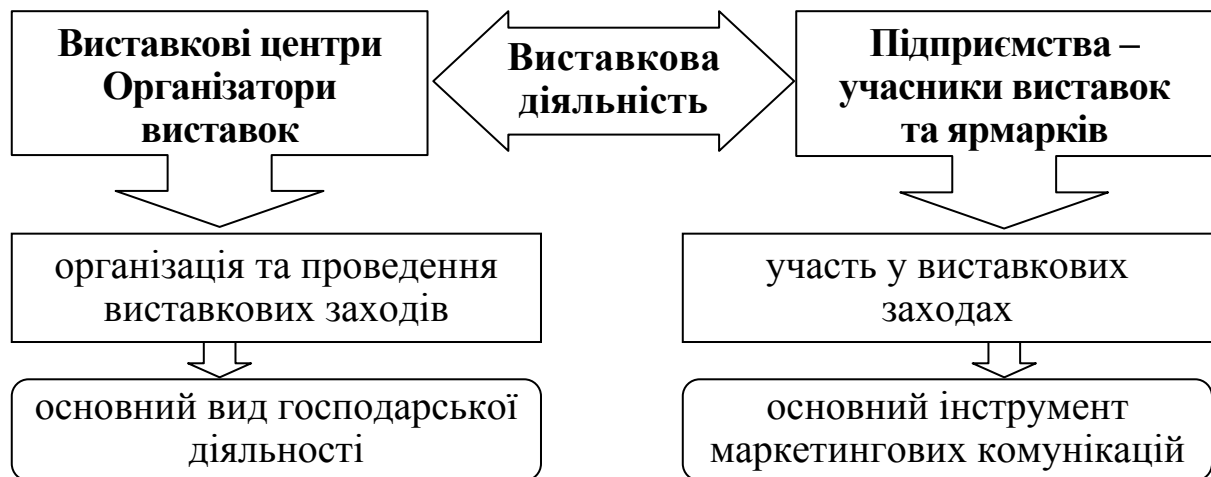 Виставкові центри
Організатори
виставок
Виставкова
діяльність
Підприємства –
учасники виставок
та ярмарків
організація та проведення
виставкових заходів
участь у виставкових
заходах
основний вид господарської
діяльності
основний інструмент
маркетингових комунікацій